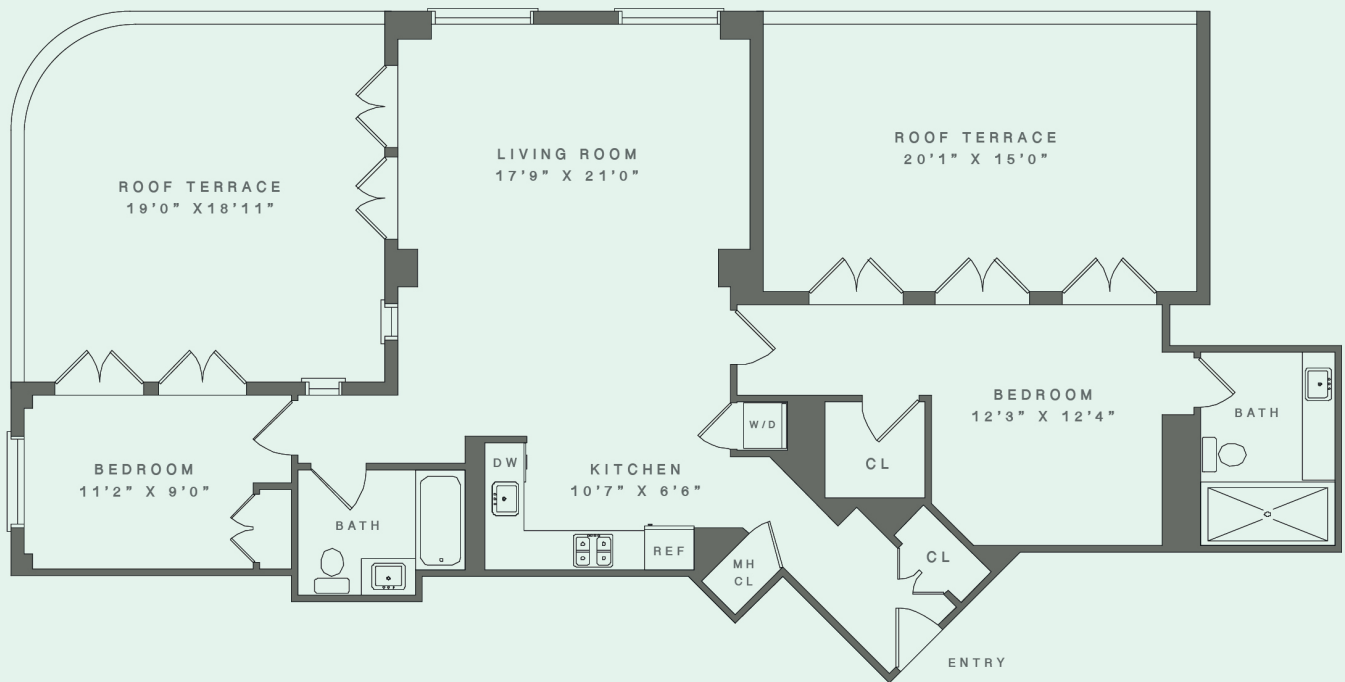 ROOF TERRACE
19'0” X18'11”
LIVING ROOM
17'9” X 21'0”
ROOF TERRACE
20'1” X 15'0”
BEDROOM
11'2” X 9'0”
BATH
DW
KITCHEN
10'7” X 6'6”
REF
MH
CL
W/D
CL
CL
BEDROOM
12'3” X 12'4”
BATH
ENTRY